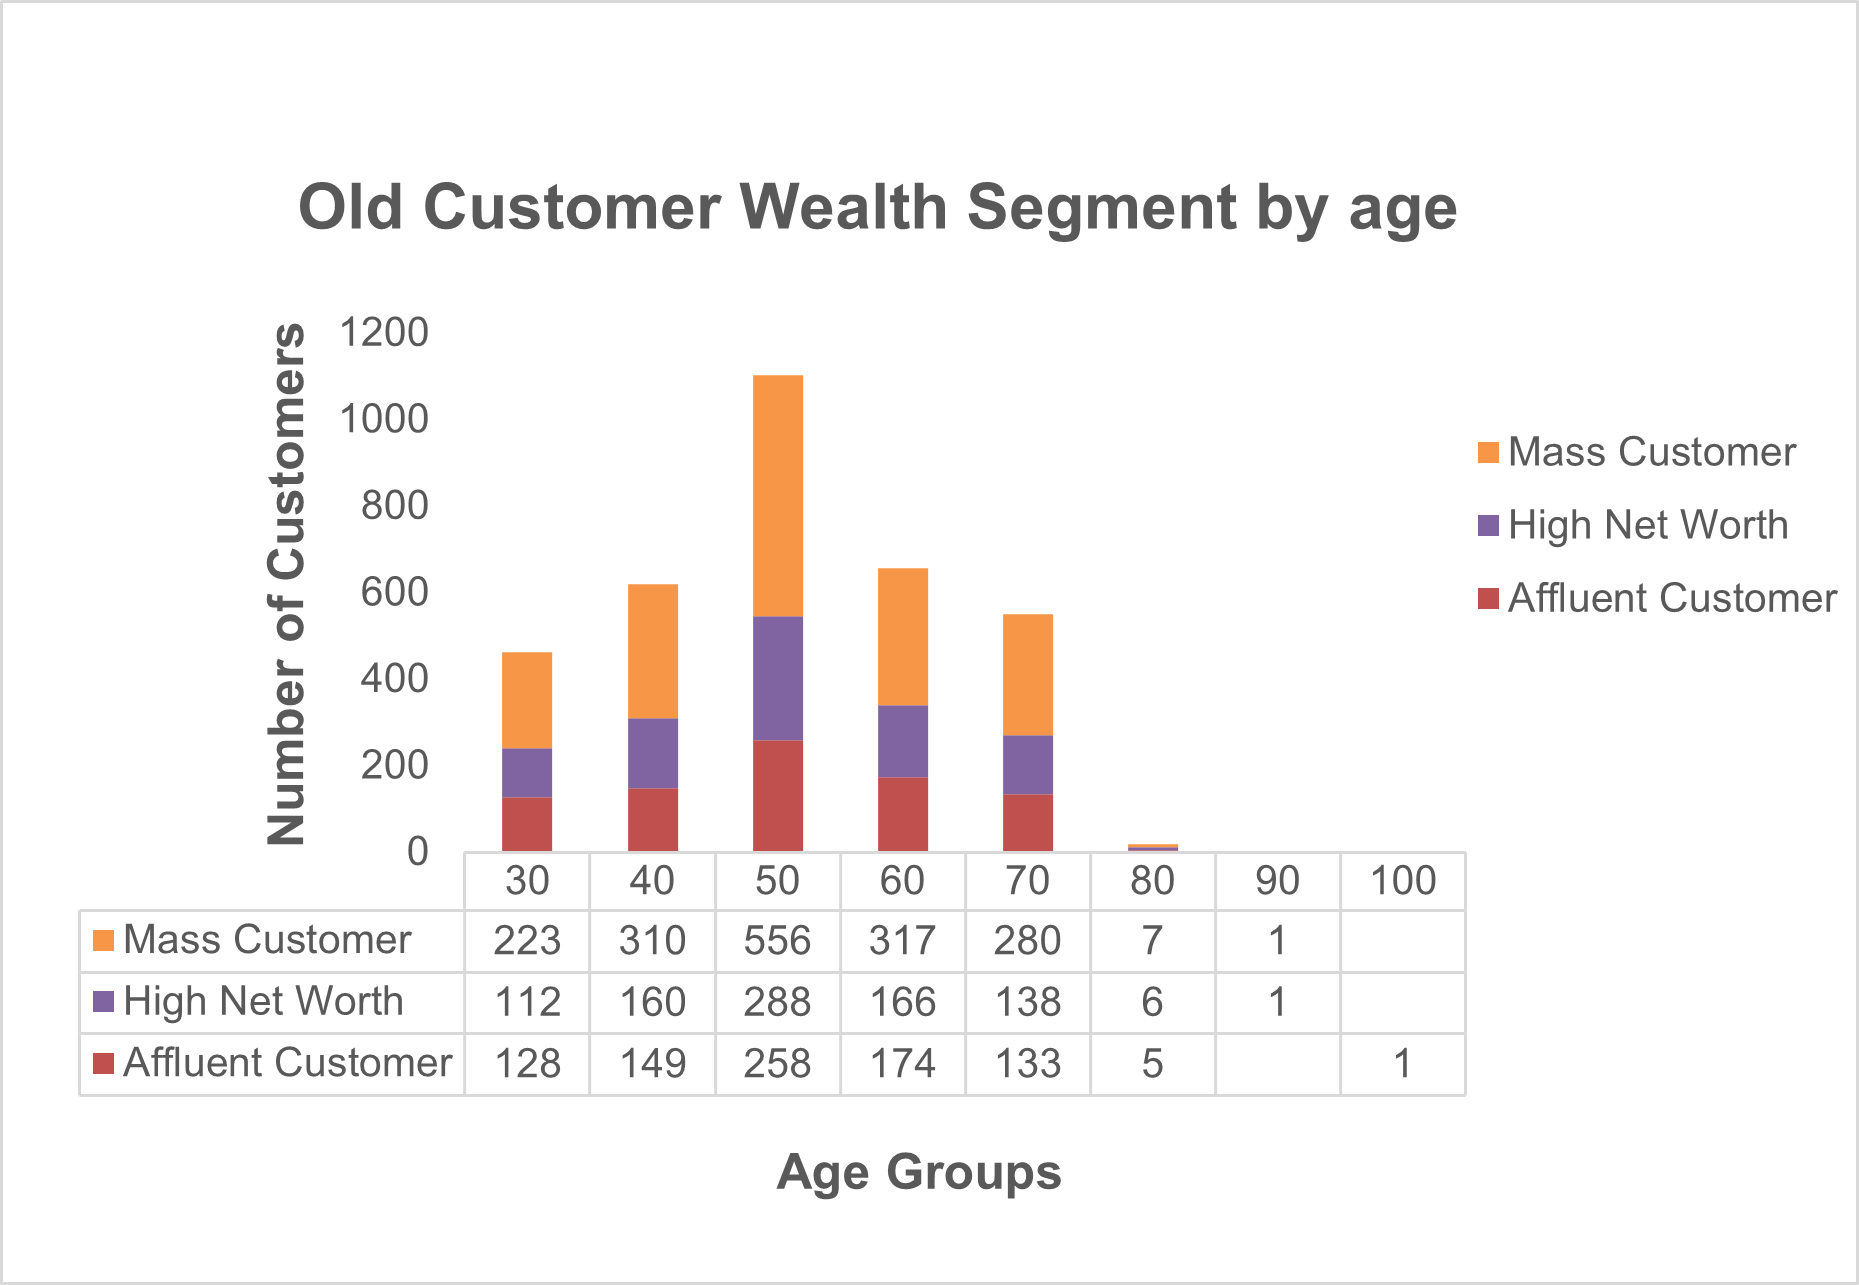 Old Customer Wealth Segment by age
Number of Customers
1200
1000
800
600
400
200
0
Mass Customer
High Net Worth
Affluent Customer
30 40 50 60 70 80 90 100
Mass Customer 223 310 556 317 280 7 1
High Net Worth 112 160 288 166 138 6 1
Affluent Customer 128 149 258 174 133 5 1
Age Groups